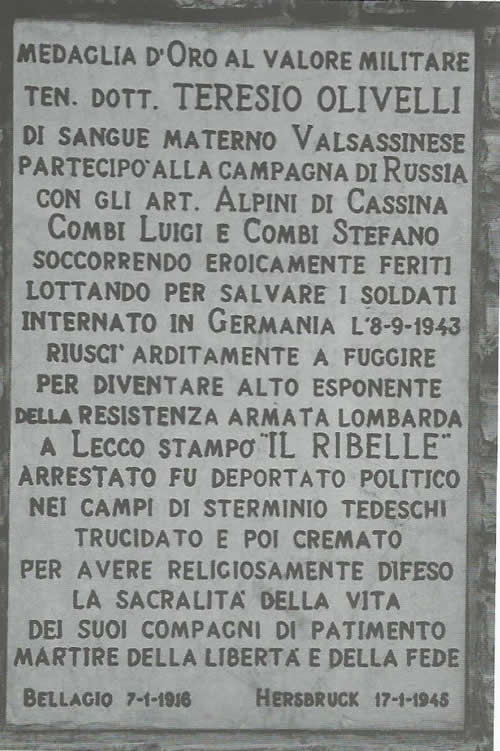 MEDAGLIA D'ORO AL VALORE MILITARE
TEN. DOTT. TERESIO OLIVELLI
DI SANGUE MATERNO VALSASSINESE
PARTECIPO' ALLA CAMPAGNA DI RUSSIA
CON GLI ART. ALPINI DI CASSINA
COMBI LUIGI E COMBI STEFANO
SOCCORRENDO EROICAMENTE FERITI
LOTTANDO PER SALVARE I SOLDATI
INTERNATO IN GERMANIA L'8-9-1943
RIUSCI' ARDITAMENTE A FUGGIRE
PER DIVENTARE ALTO ESPONENTE
DELLA RESISTENZA ARMATA LOMBARDA
A LECCO STAMPO' "IL RIBELLE"
ARRESTATO FU DEPORTATO POLITICO
NEI CAMPI DI STERMINIO TEDESCHI
TRUCIDATO E POI CREMATO
PER AVERE RELIGIOSAMENTE DIFESO
LA SACRALITA' DELLA VITA
DEI SUOI COMPAGNI DI PATIMENTO
MARTIRE DELLA LIBERTA' E DELLA FEDE
BELLAGIO 7-1-1916 HERSBRUCK 17-1-1945